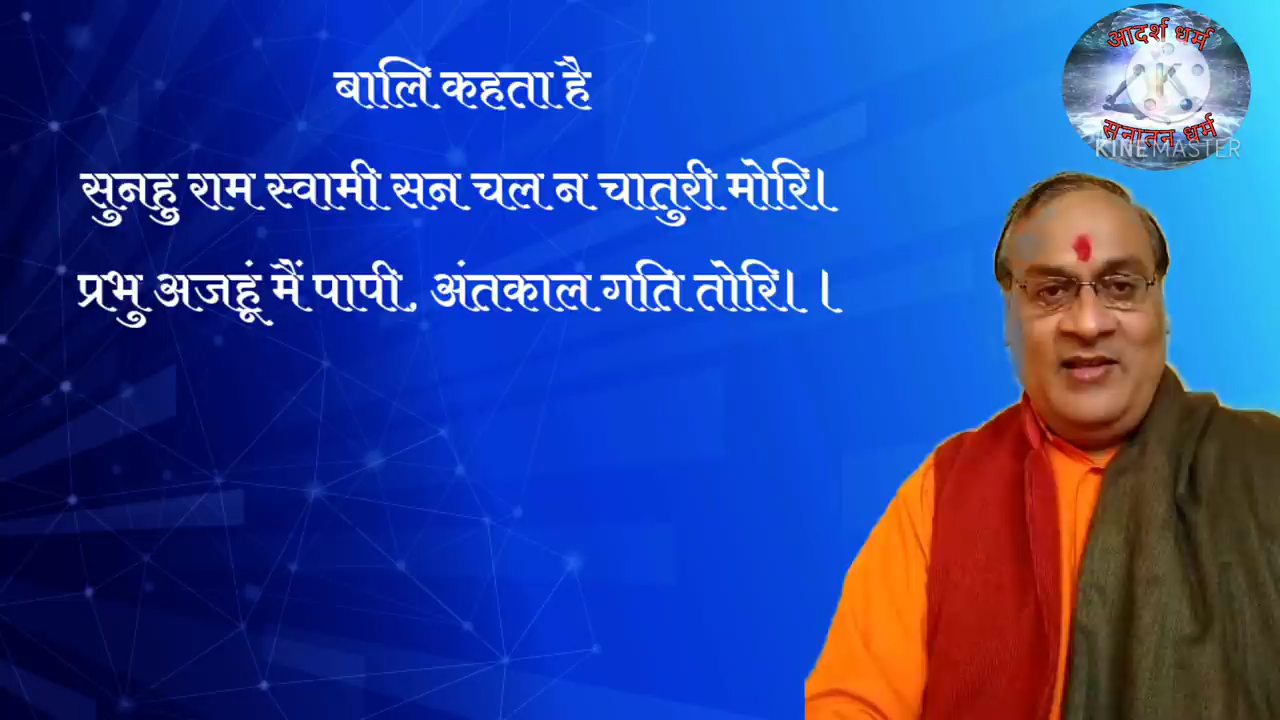 बालि कहता है
सुनहु राम स्वामी सन चल न चातुरी मोरि।
प्रभु अजहूं मैं पापी, अंतकाल गति तोरि। ।
आदर्श धर्म
सनातन धर्म
KINEMASTER